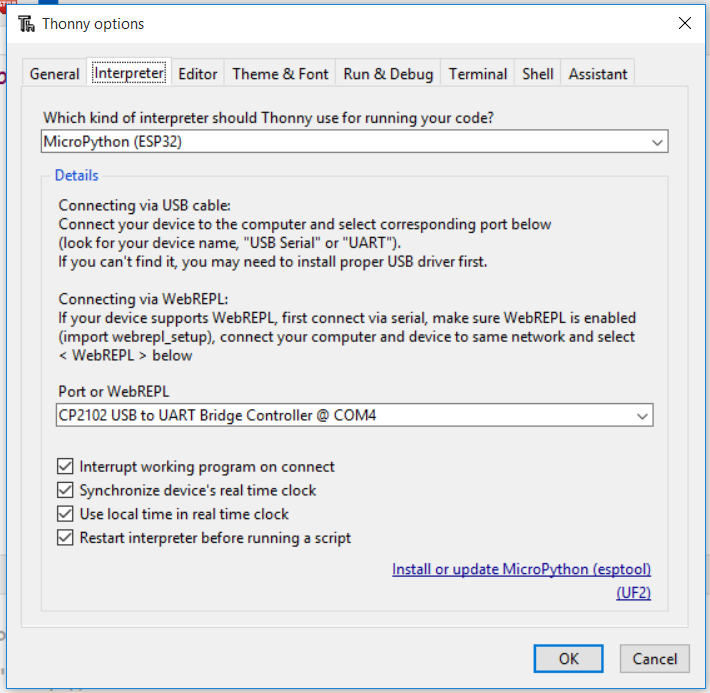 Thonny options
General Interpreter Editor Theme & Font Run & Debug Terminal Shell Assistant
Which kind of interpreter should Thonny use for running your code?
MicroPython (ESP32)
Details
Connecting via USB cable:
Connect your device to the computer and select corresponding port below
(look for your device name, "USB Serial" or "UART").
If you can't find it, you may need to install proper USB driver first.
Connecting via WebREPL:
If your device supports WebREPL, first connect via serial, make sure WebREPL is enabled
(import webrepl_setup), connect your computer and device to same network and select
< WebREPL > below
Port or WebREPL
CP2102 USB to UART Bridge Controller @ COM4
Interrupt working program on connect
Synchronize device's real time clock
Use local time in real time clock
Restart interpreter before running a script
Install or update MicroPython (esptool)
(UF2)
OK Cancel